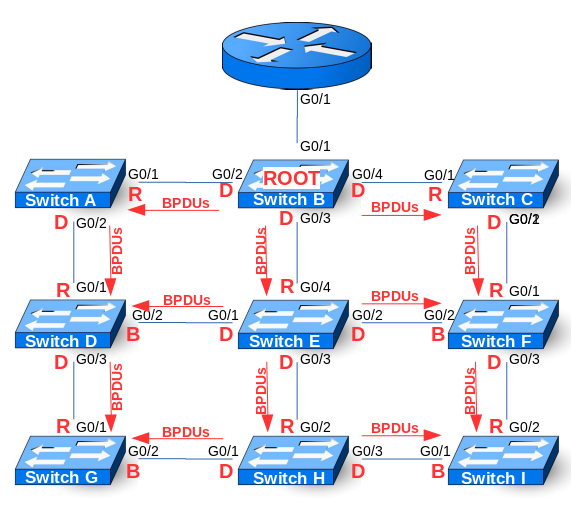 G0/1
G0/1
G0/1 G0/2 ROOT G0/4 G0/1
Switch A R BPDUs D Switch B D BPDUs R Switch C
D G0/2 D G0/3 D
BPDUs BPDUs BPDUs
R G0/1 R G0/4 R G0/1
BPDUs BPDUs
G0/2 G0/1 G0/2 G0/2
Switch D B D Switch E D B Switch F
D G0/3 D G0/3 D G0/3
BPDUs BPDUs BPDUs
R G0/1 R G0/2 R G0/2
BPDUs BPDUs
G0/2 G0/1 G0/3 G0/1
Switch G B D Switch H D B Switch I